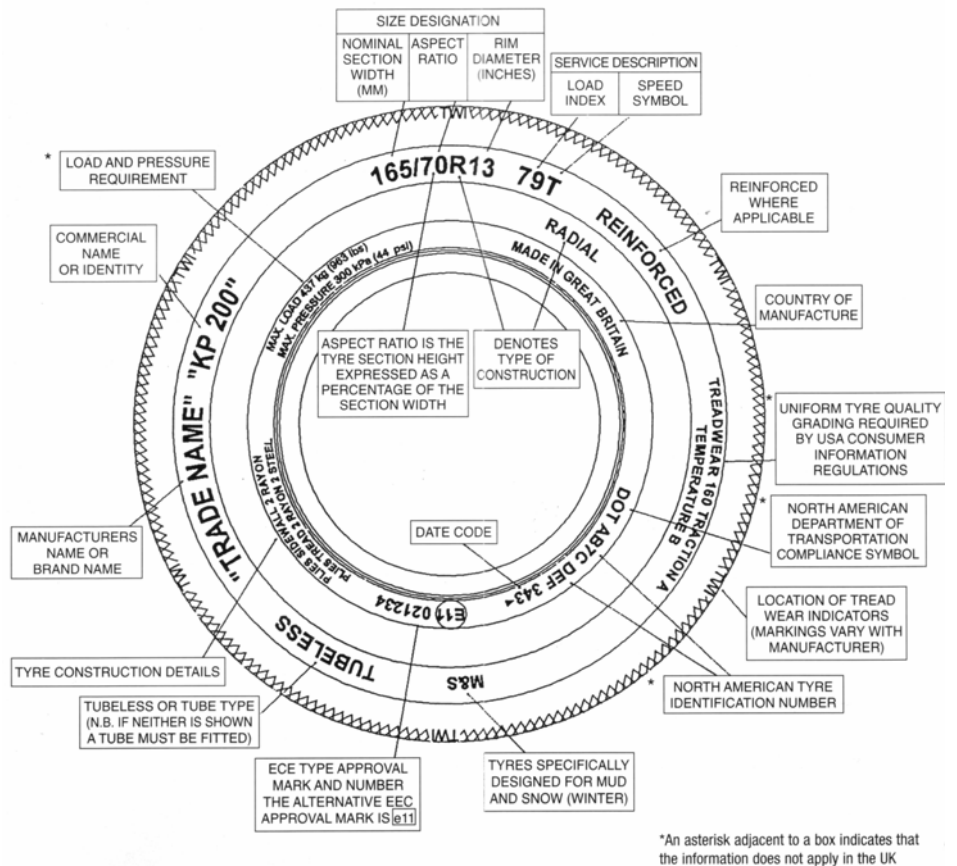 SIZE DESIGNATION
NOMINAL
SECTION
WIDTH
(MM)
ASPECT
RATIO
RIM
DIAMETER
(INCHES)
SERVICE DESCRIPTION
LOAD
INDEX
SPEED
SYMBOL
* LOAD AND PRESSURE
REQUIREMENT
COMMERCIAL
NAME
OR IDENTITY
REINFORCED
WHERE
APPLICABLE
COUNTRY OF
MANUFACTURE
* UNIFORM TYRE QUALITY
GRADING REQUIRED
BY USA CONSUMER
INFORMATION
REGULATIONS
* NORTH AMERICAN
DEPARTMENT OF
TRANSPORTATION
COMPLIANCE SYMBOL
LOCATION OF TREAD
WEAR INDICATORS
(MARKINGS VARY WITH
MANUFACTURER)
* NORTH AMERICAN TYRE
IDENTIFICATION NUMBER
TYRES SPECIFICALLY
DESIGNED FOR MUD
AND SNOW (WINTER)
ECE TYPE APPROVAL
MARK AND NUMBER
THE ALTERNATIVE EEC
APPROVAL MARK IS e11
TUBELESS OR TUBE TYPE
(N.B. IF NEITHER IS SHOWN
A TUBE MUST BE FITTED)
TYRE CONSTRUCTION DETAILS
MANUFACTURERS
NAME OR
BRAND NAME
ASPECT RATIO IS THE
TYRE SECTION HEIGHT
EXPRESSED AS A
PERCENTAGE OF THE
SECTION WIDTH
DENOTES
TYPE OF
CONSTRUCTION
DATE CODE
TWI
TWI
TWI
TWI
TWI
TWI
165/70R13 79T
REINFORCED
RADIAL
MADE IN GREAT BRITAIN
MAX. LOAD 437 kg (963 lbs)
MAX. PRESSURE 300 kPa (44 psi)
"TRADE NAME" "KP 200"
TREADWEAR 160 TRACTION A
TEMPERATURE B
DOT AB7C DEF 343◄
E11 021234
PLIES SIDEWALL 2 RAYON
PLIES TREAD 2 RAYON 2 STEEL
TUBELESS
M&S
*An asterisk adjacent to a box indicates that
the information does not apply in the UK